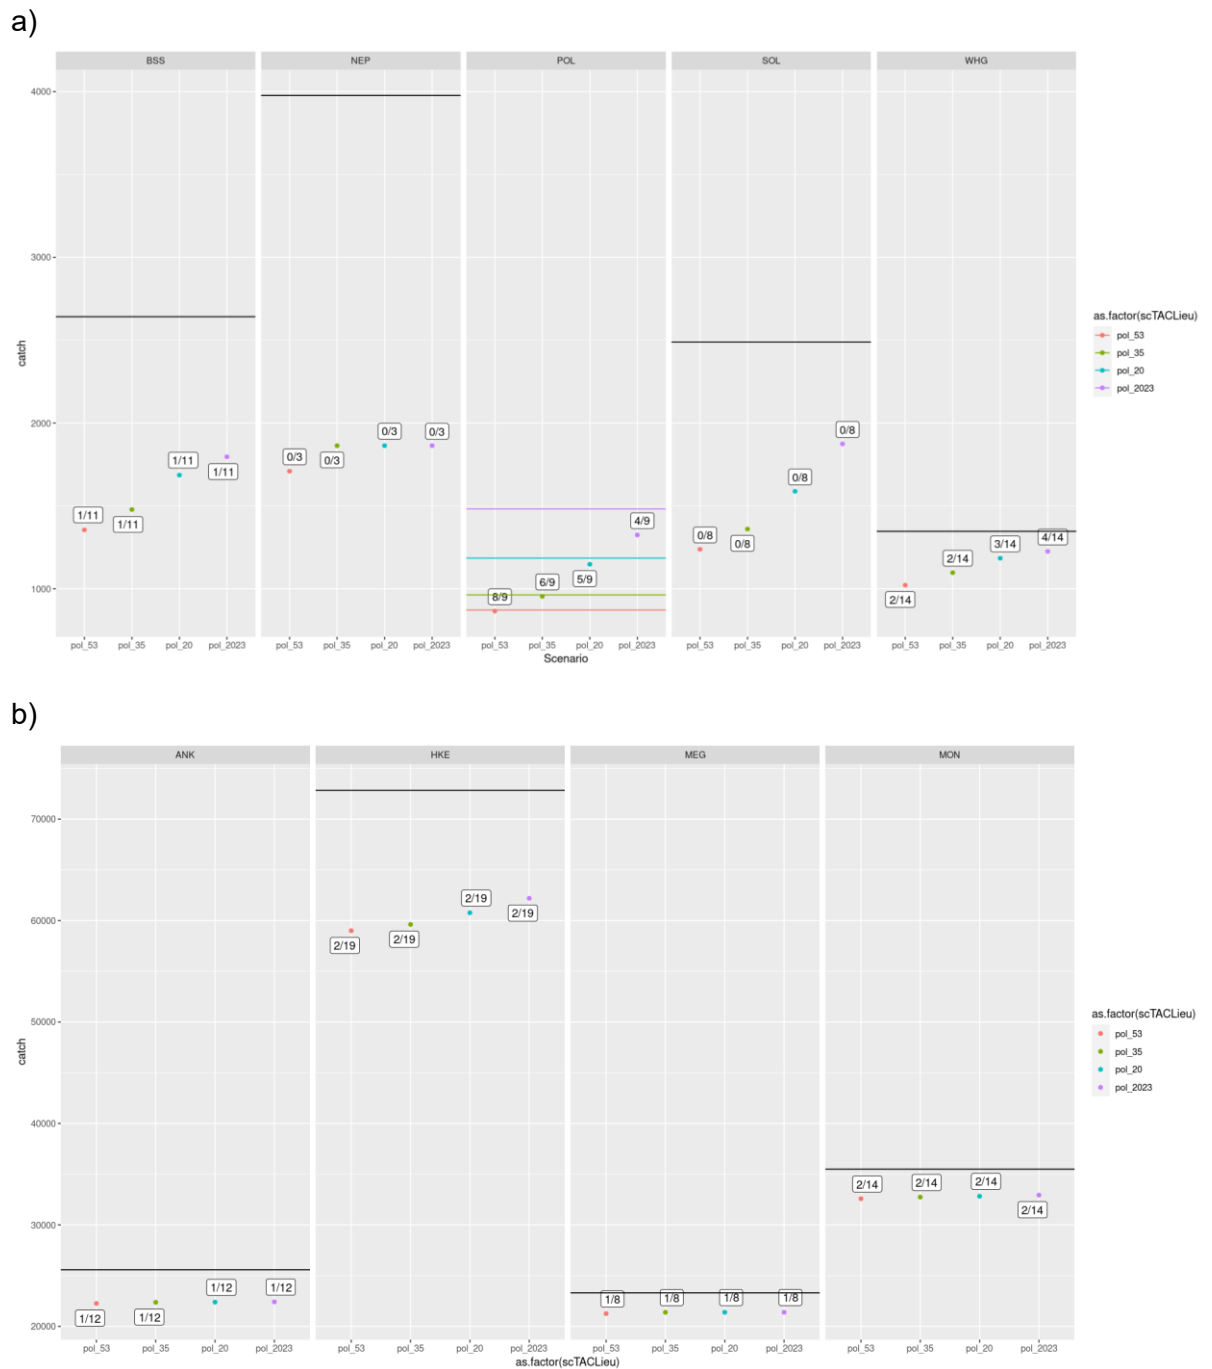 a)
BSS NEP POL SOL WHG
4000
3000
2000
1000
catch
1/11 1/11 1/11 1/11
0/3 0/3 0/3 0/3
8/9 6/9 5/9 4/9
0/8 0/8 0/8 0/8
2/14 2/14 3/14 4/14
pol_53 pol_35 pol_20 pol_2023 pol_53 pol_35 pol_20 pol_2023 pol_53 pol_35 pol_20 pol_2023 pol_53 pol_35 pol_20 pol_2023 pol_53 pol_35 pol_20 pol_2023
Scenario
as.factor(scTACLieu)
pol_53
pol_35
pol_20
pol_2023
b)
ANK HKE MEG MON
70000
60000
50000
40000
30000
20000
catch
1/12 1/12 1/12 1/12
2/19 2/19 2/19 2/19
1/8 1/8 1/8 1/8
2/14 2/14 2/14 2/14
pol_53 pol_35 pol_20 pol_2023 pol_53 pol_35 pol_20 pol_2023 pol_53 pol_35 pol_20 pol_2023 pol_53 pol_35 pol_20 pol_2023
as.factor(scTACLieu)
as.factor(scTACLieu)
pol_53
pol_35
pol_20
pol_2023